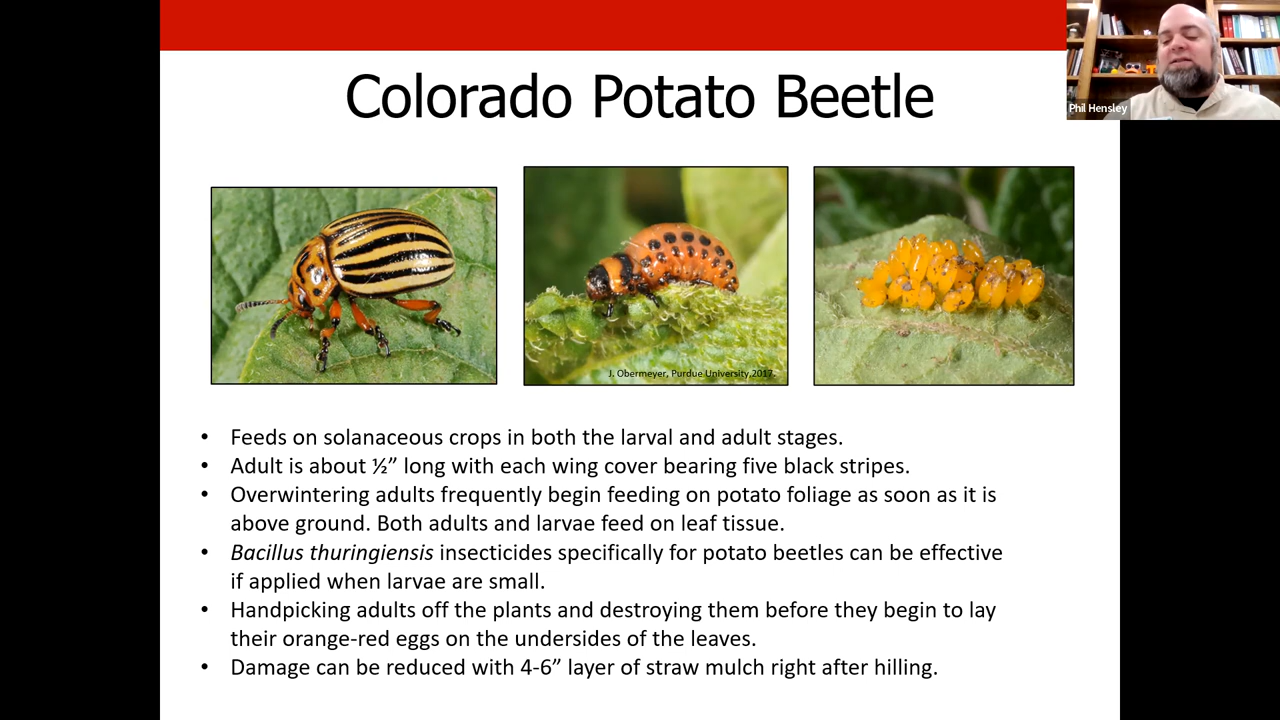 Colorado Potato Beetle
Phil Hensley
J. Obermeyer, Purdue University,2017.
• Feeds on solanaceous crops in both the larval and adult stages.
• Adult is about ½” long with each wing cover bearing five black stripes.
• Overwintering adults frequently begin feeding on potato foliage as soon as it is
above ground. Both adults and larvae feed on leaf tissue.
• Bacillus thuringiensis insecticides specifically for potato beetles can be effective
if applied when larvae are small.
• Handpicking adults off the plants and destroying them before they begin to lay
their orange-red eggs on the undersides of the leaves.
• Damage can be reduced with 4-6” layer of straw mulch right after hilling.